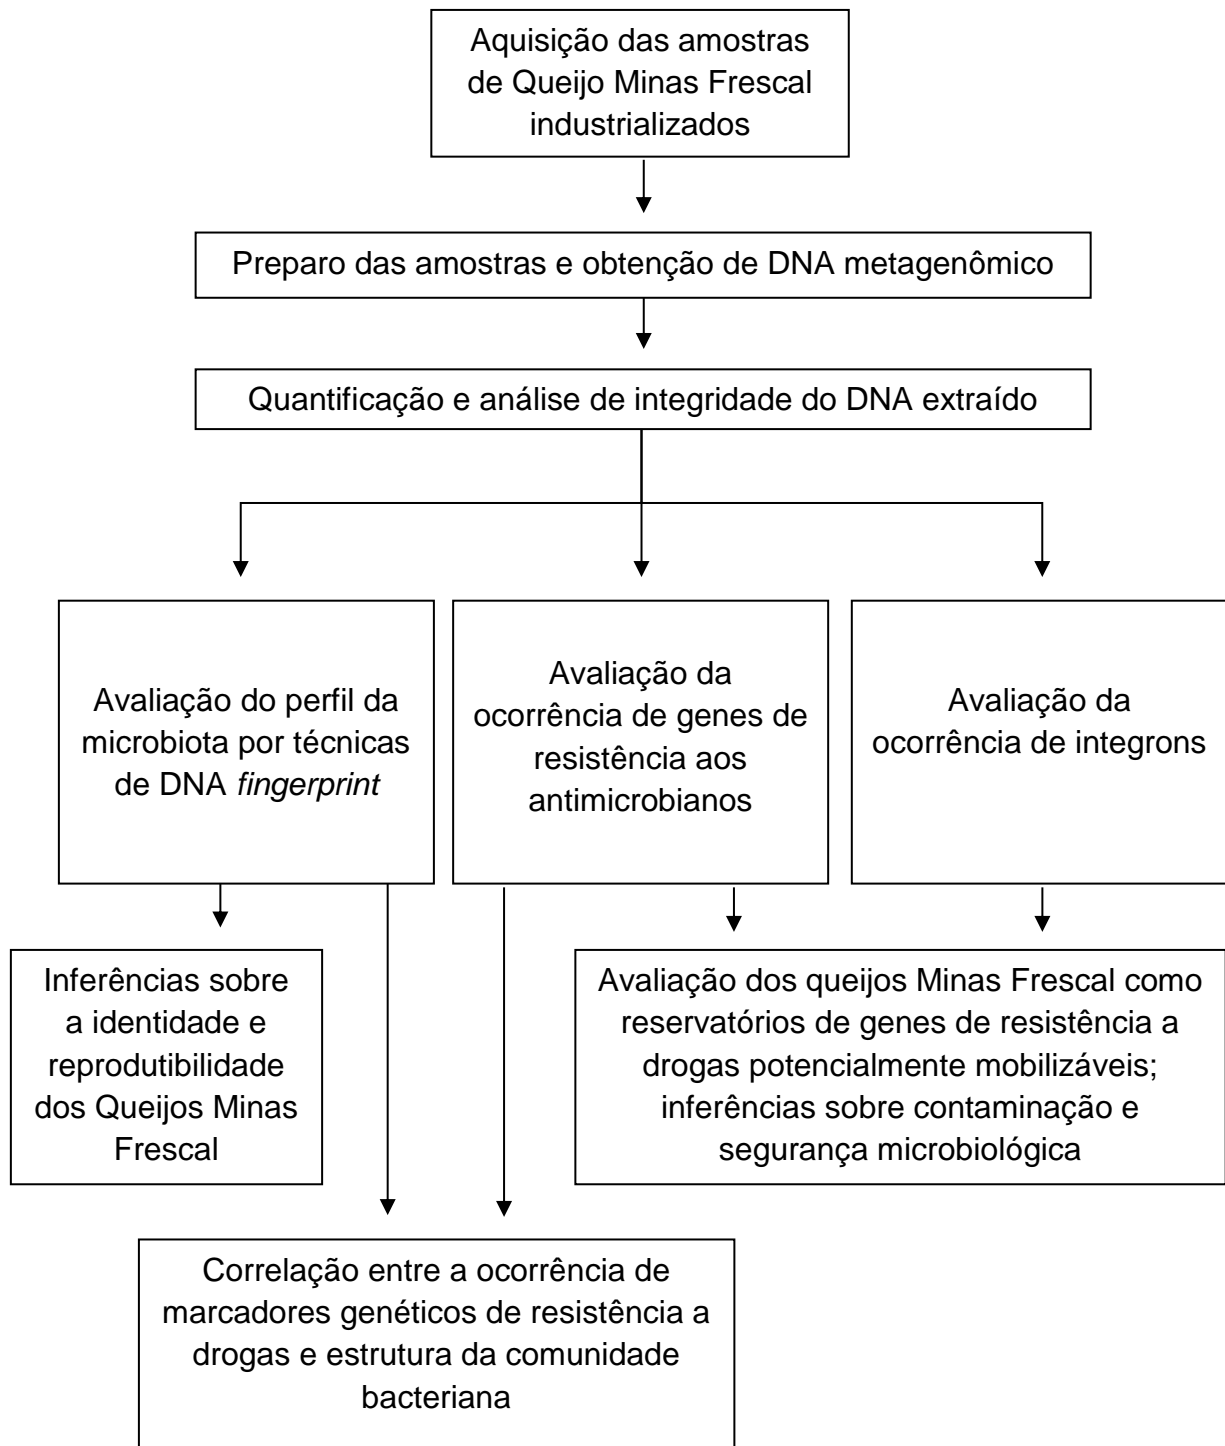 Aquisição das amostras
de Queijo Minas Frescal
industrializados
Preparo das amostras e obtenção de DNA metagenômico
Quantificação e análise de integridade do DNA extraído
Avaliação do perfil da
microbiota por técnicas
de DNA fingerprint
Avaliação da
ocorrência de genes de
resistência aos
antimicrobianos
Avaliação da
ocorrência de integrons
Inferências sobre
a identidade e
reprodutibilidade
dos Queijos Minas
Frescal
Avaliação dos queijos Minas Frescal como
reservatórios de genes de resistência a
drogas potencialmente mobilizáveis;
inferências sobre contaminação e
segurança microbiológica
Correlação entre a ocorrência de
marcadores genéticos de resistência a
drogas e estrutura da comunidade
bacteriana